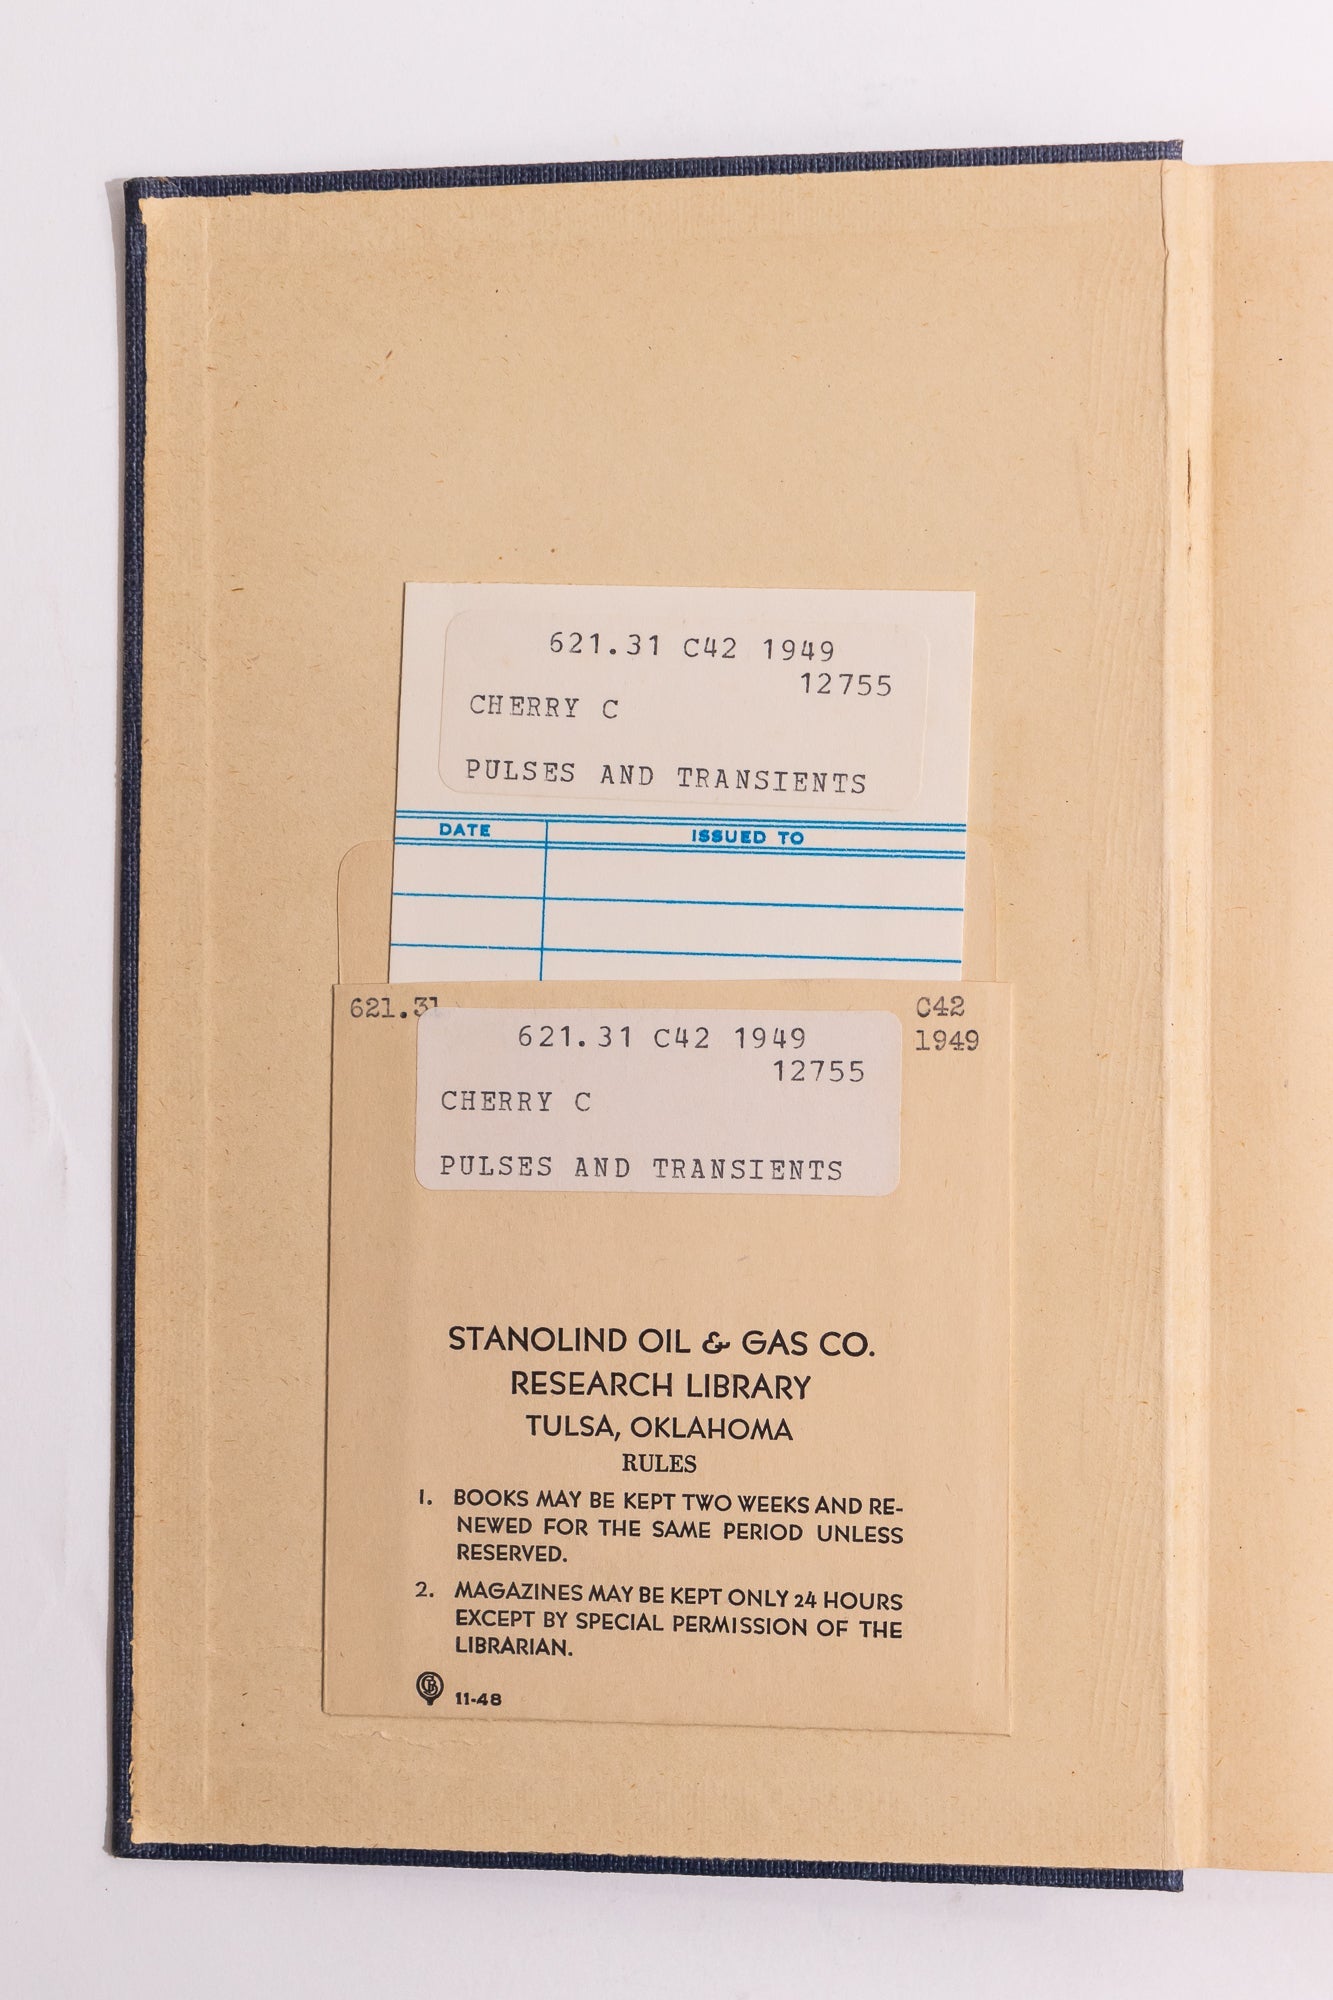 621.31 C42 1949
12755
CHERRY C
PULSES AND TRANSIENTS
DATE ISSUED TO
621.31 C42
1949
621.31 C42 1949
12755
CHERRY C
PULSES AND TRANSIENTS
STANOLIND OIL & GAS CO.
RESEARCH LIBRARY
TULSA, OKLAHOMA
RULES
1. BOOKS MAY BE KEPT TWO WEEKS AND RE-
NEWED FOR THE SAME PERIOD UNLESS
RESERVED.
2. MAGAZINES MAY BE KEPT ONLY 24 HOURS
EXCEPT BY SPECIAL PERMISSION OF THE
LIBRARIAN.
11-48